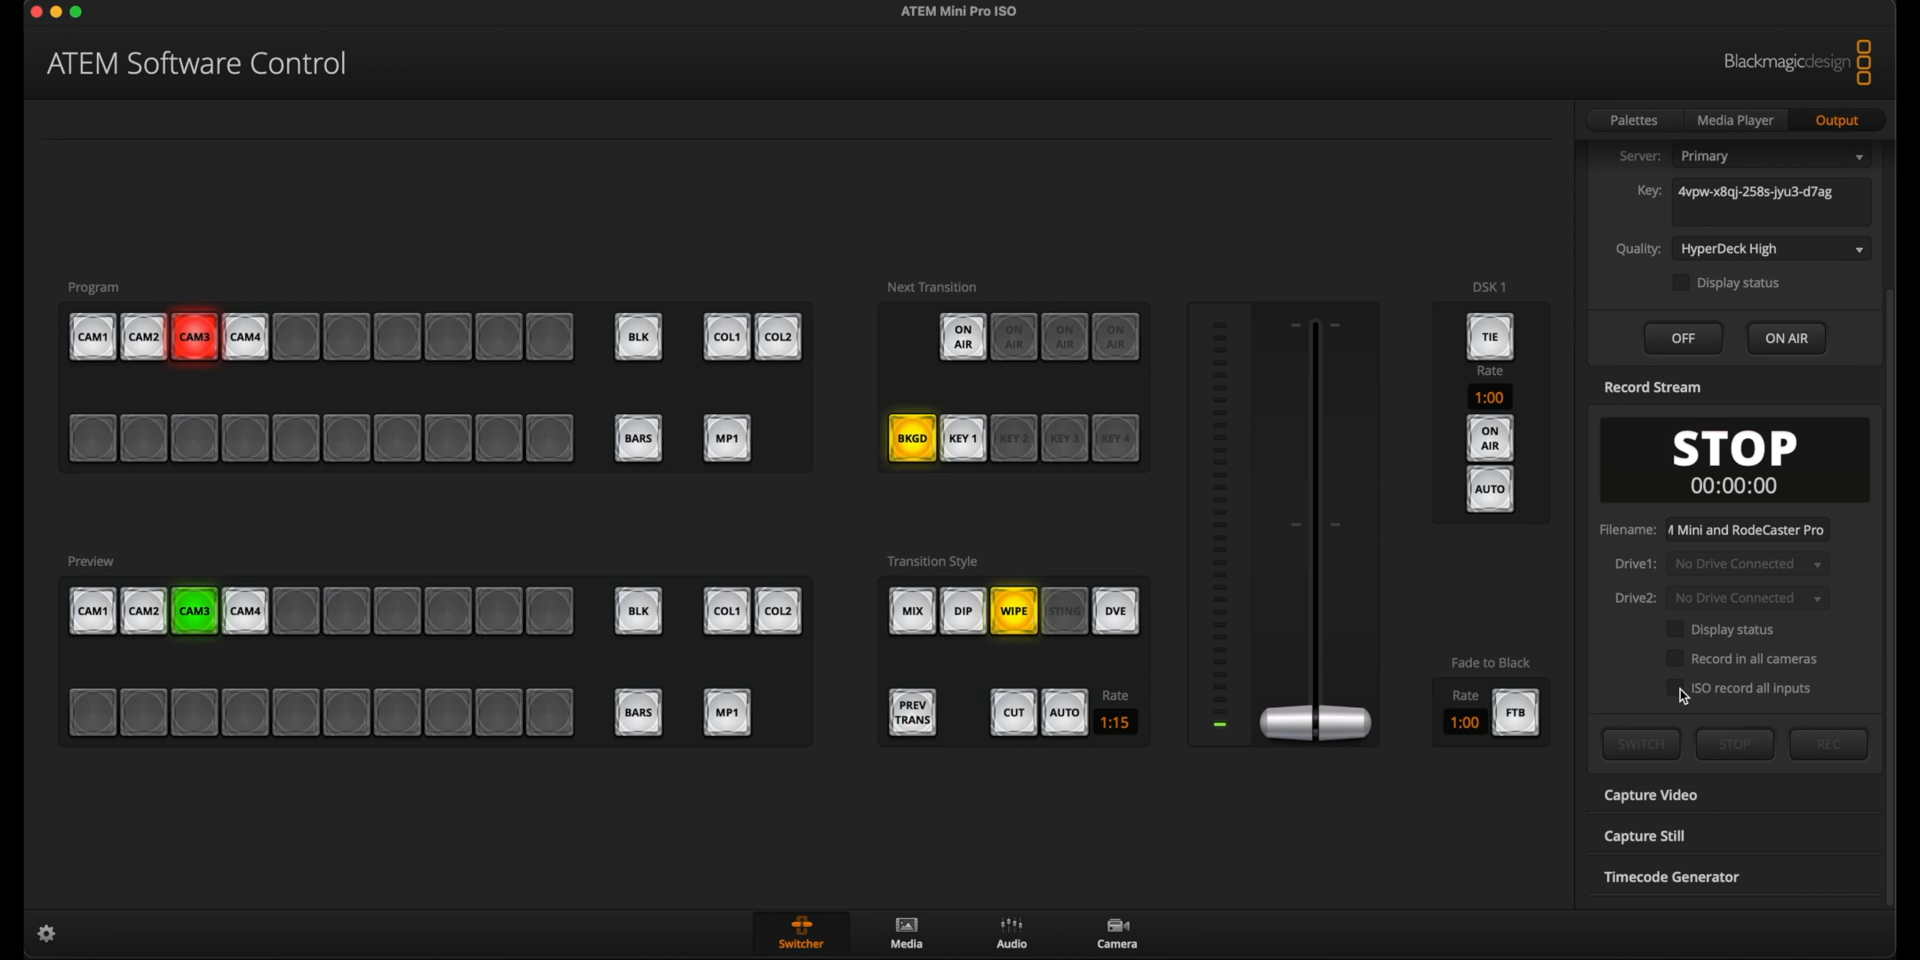 ATEM Mini Pro ISO
ATEM Software Control
Blackmagicdesign
Palettes
Media Player
Output
Server:
Primary
Key:
4vpw-x8qj-258s-jyu3-d7ag
Quality:
HyperDeck High
Display status
OFF
ON AIR
Record Stream
STOP
00:00:00
Filename:
M Mini and RodeCaster Pro
Drive1:
No Drive Connected
Drive2:
No Drive Connected
Display status
Record in all cameras
ISO record all inputs
SWITCH
STOP
REC
Capture Video
Capture Still
Timecode Generator
Program
CAM1
CAM2
CAM3
CAM4
BLK
COL1
COL2
BARS
MP1
Next Transition
ON
AIR
ON
AIR
ON
AIR
ON
AIR
BKGD
KEY 1
KEY 2
KEY 3
KEY 4
DSK 1
TIE
Rate
1:00
ON
AIR
AUTO
Preview
CAM1
CAM2
CAM3
CAM4
BLK
COL1
COL2
BARS
MP1
Transition Style
MIX
DIP
WIPE
STING
DVE
PREV
TRANS
CUT
AUTO
Rate
1:15
Fade to Black
Rate
1:00
FTB
Switcher
Media
Audio
Camera